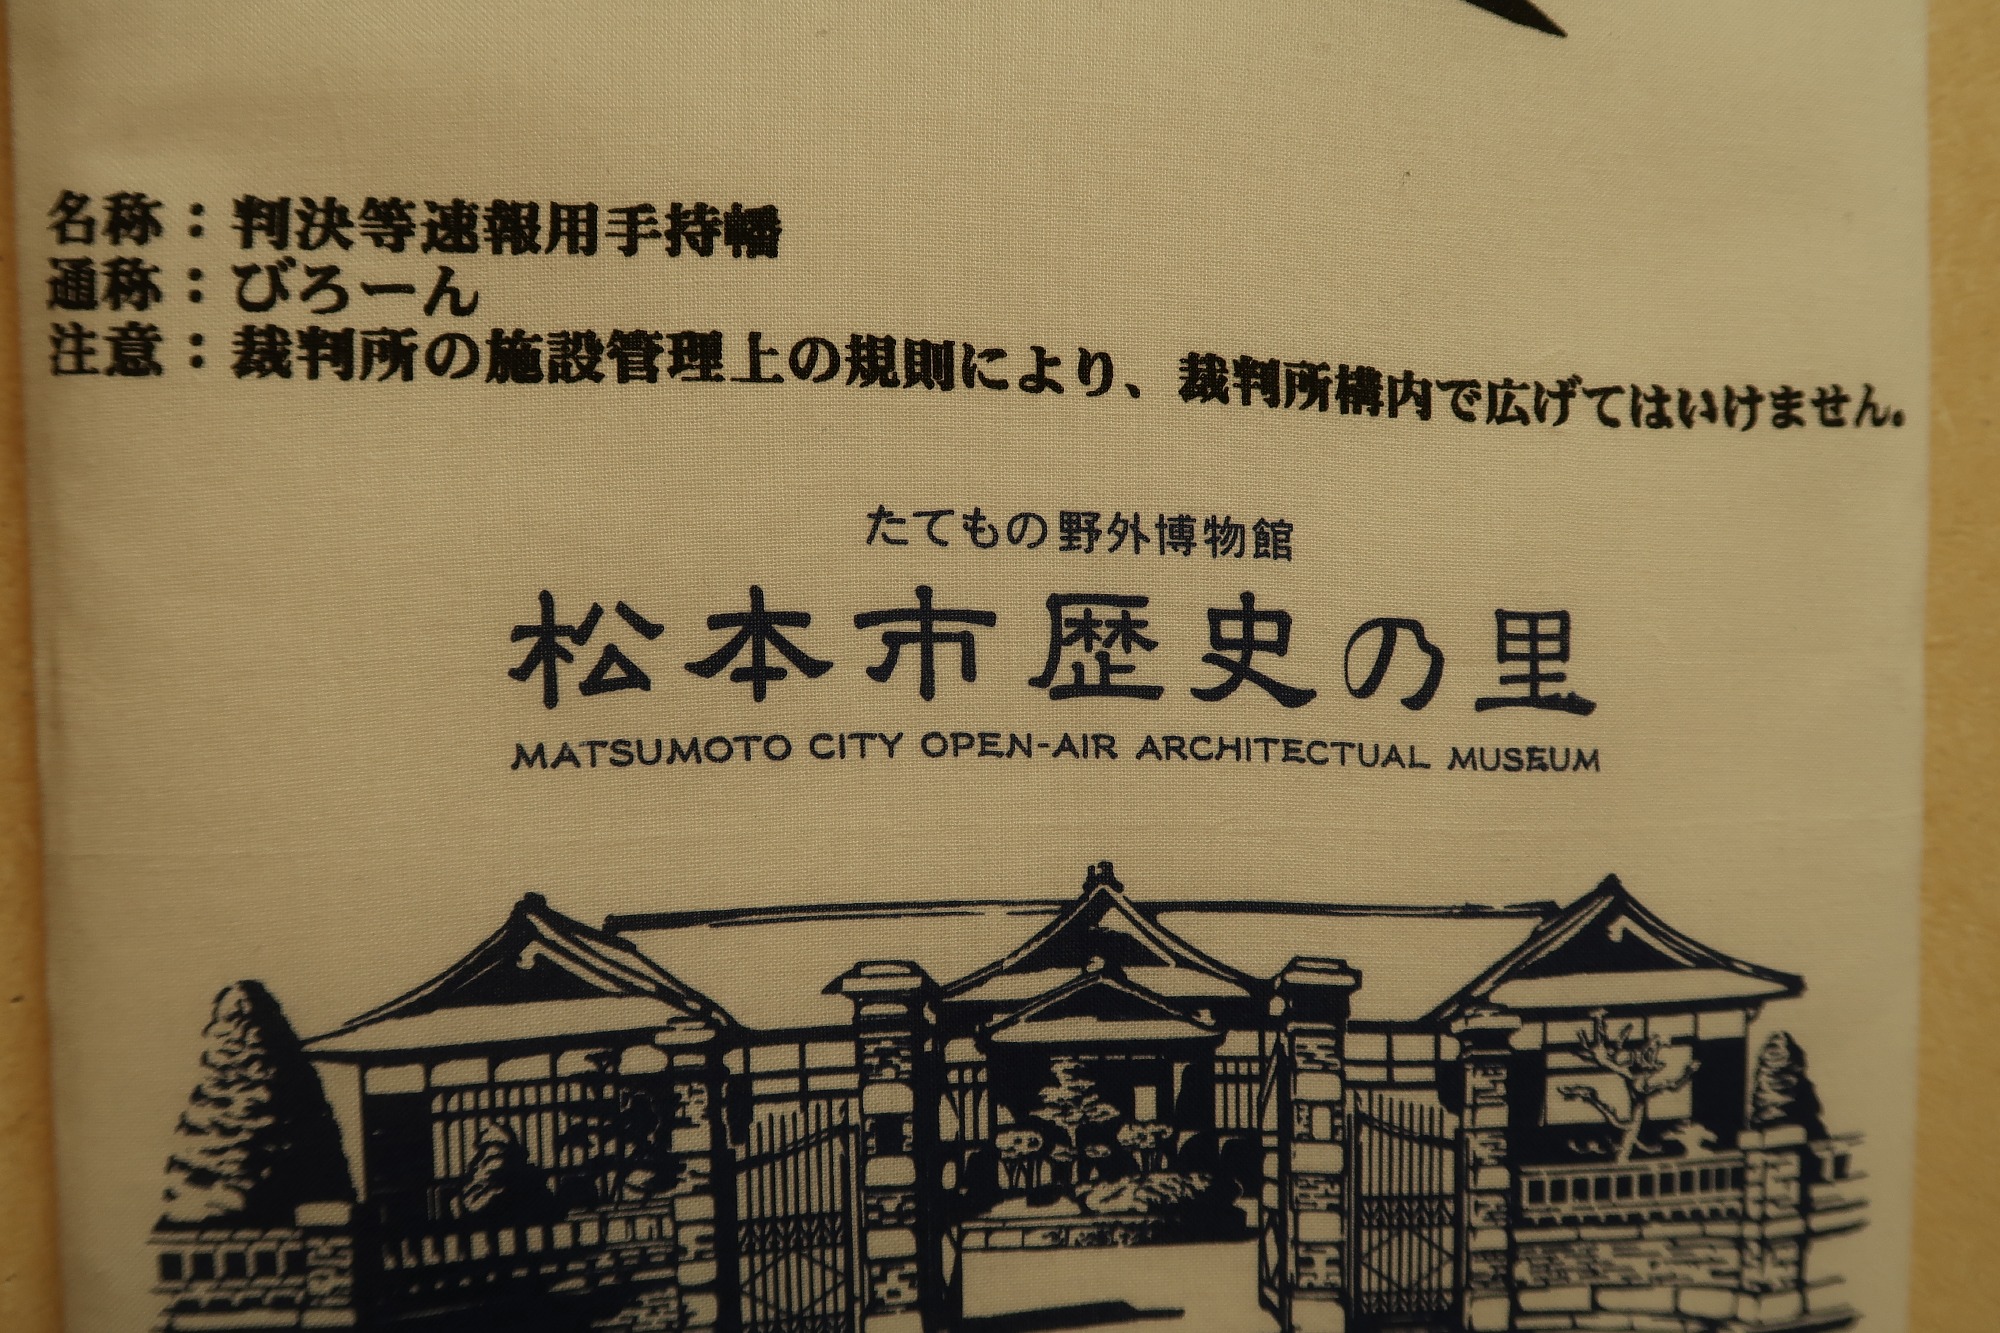 名称：判決等速報用手持幡
通称：びろーん
注意：裁判所の施設管理上の規則により、裁判所構内で広げてはいけません。
たてもの野外博物館
松本市歴史の里
MATSUMOTO CITY OPEN-AIR ARCHITECTUAL MUSEUM